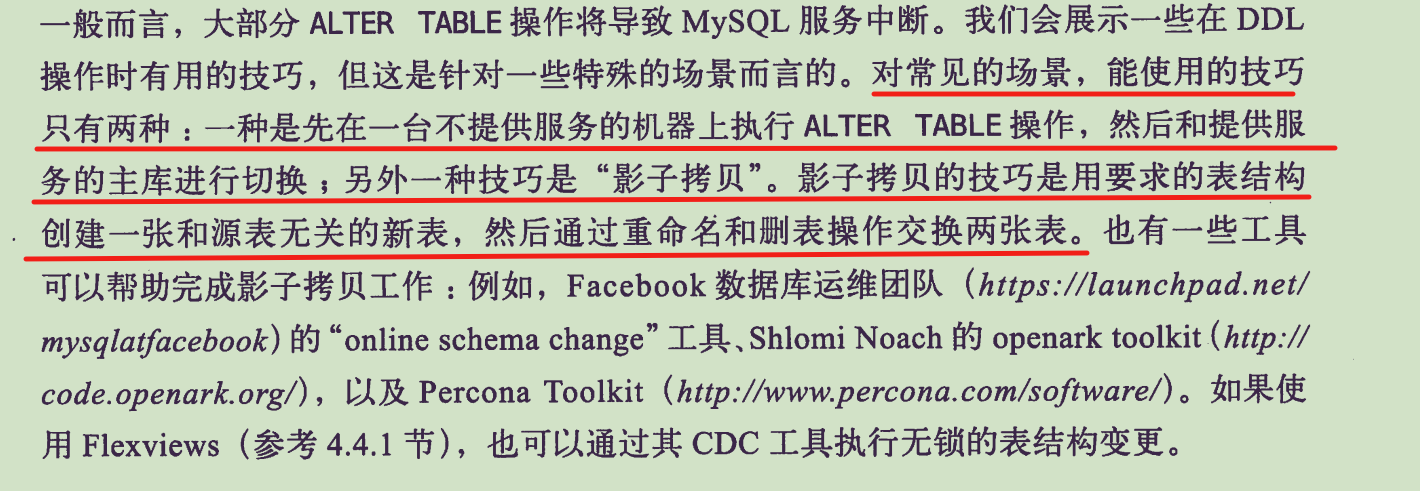 一般而言，大部分 ALTER TABLE 操作将导致 MySQL 服务中断。我们会展示一些在 DDL
操作时有用的技巧，但这是针对一些特殊的场景而言的。对常见的场景，能使用的技巧
只有两种：一种是先在一台不提供服务的机器上执行 ALTER TABLE 操作，然后和提供服
务的主库进行切换；另外一种技巧是“影子拷贝”。影子拷贝的技巧是用要求的表结构
创建一张和源表无关的新表，然后通过重命名和删表操作交换两张表。也有一些工具
可以帮助完成影子拷贝工作：例如，Facebook 数据库运维团队（https://launchpad.net/
mysqlatfacebook）的“online schema change”工具、Shlomi Noach 的 openark toolkit（http://
code.openark.org/），以及 Percona Toolkit（http://www.percona.com/software/）。如果使
用 Flexviews（参考 4.4.1 节），也可以通过其 CDC 工具执行无锁的表结构变更。